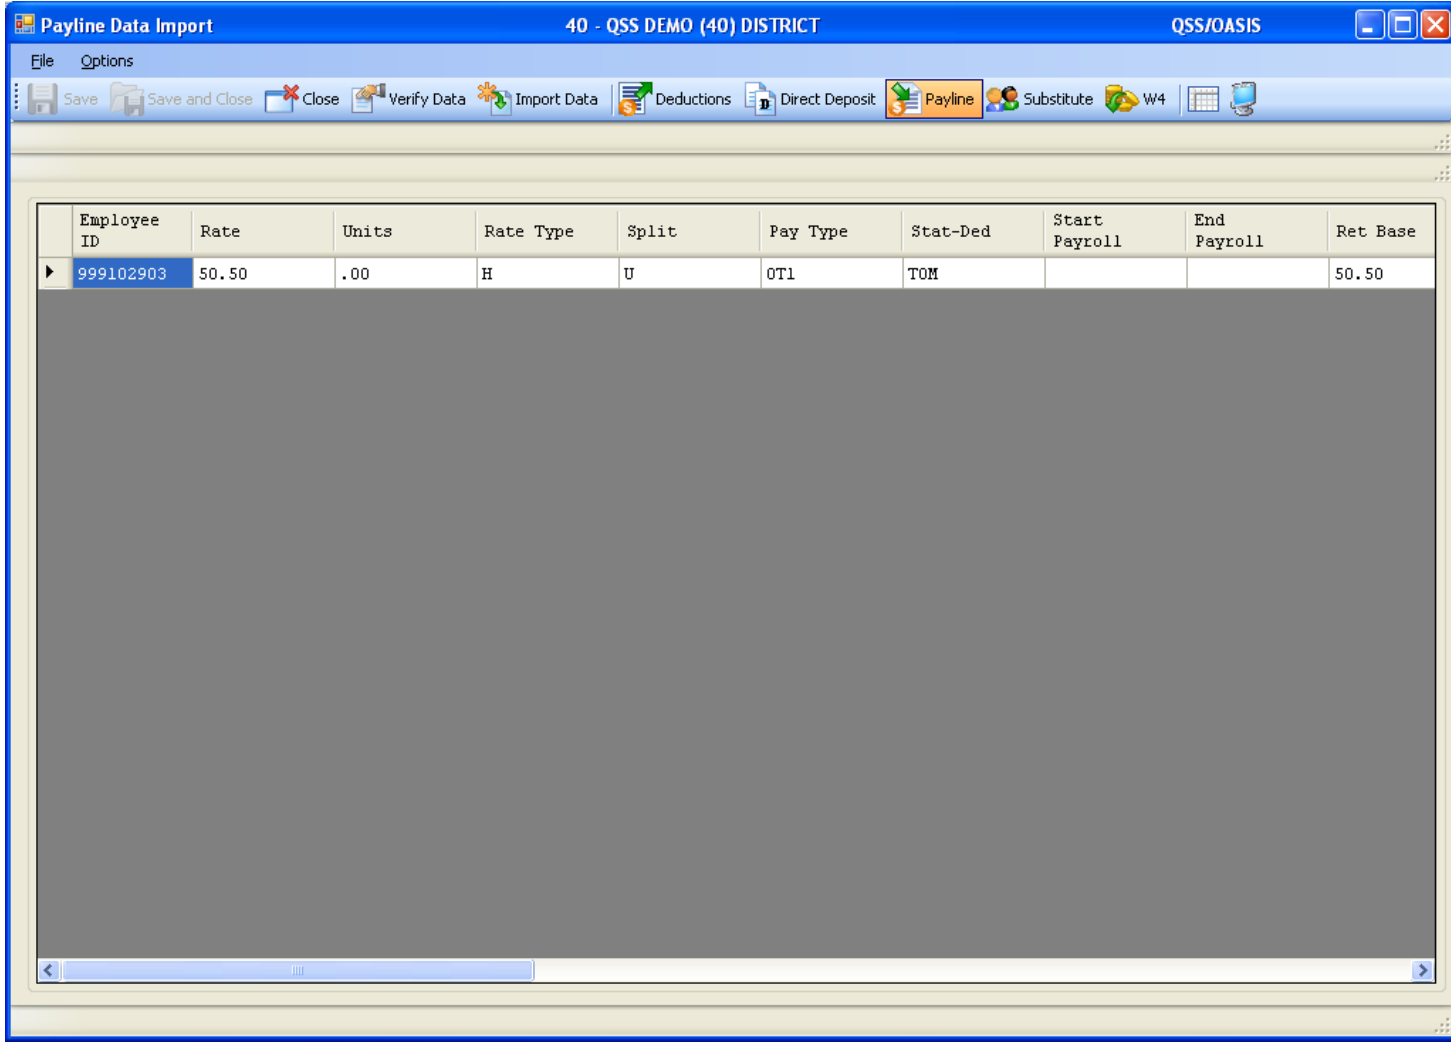 Payline Data Import 40 - QSS DEMO (40) DISTRICT QSS/OASIS
File Options
Save Save and Close Close Verify Data Import Data Deductions Direct Deposit Payline Substitute W4
Employee ID Rate Units Rate Type Split Pay Type Stat-Ded Start Payroll End Payroll Ret Base
999102903 50.50 .00 H U OT1 TOM 50.50